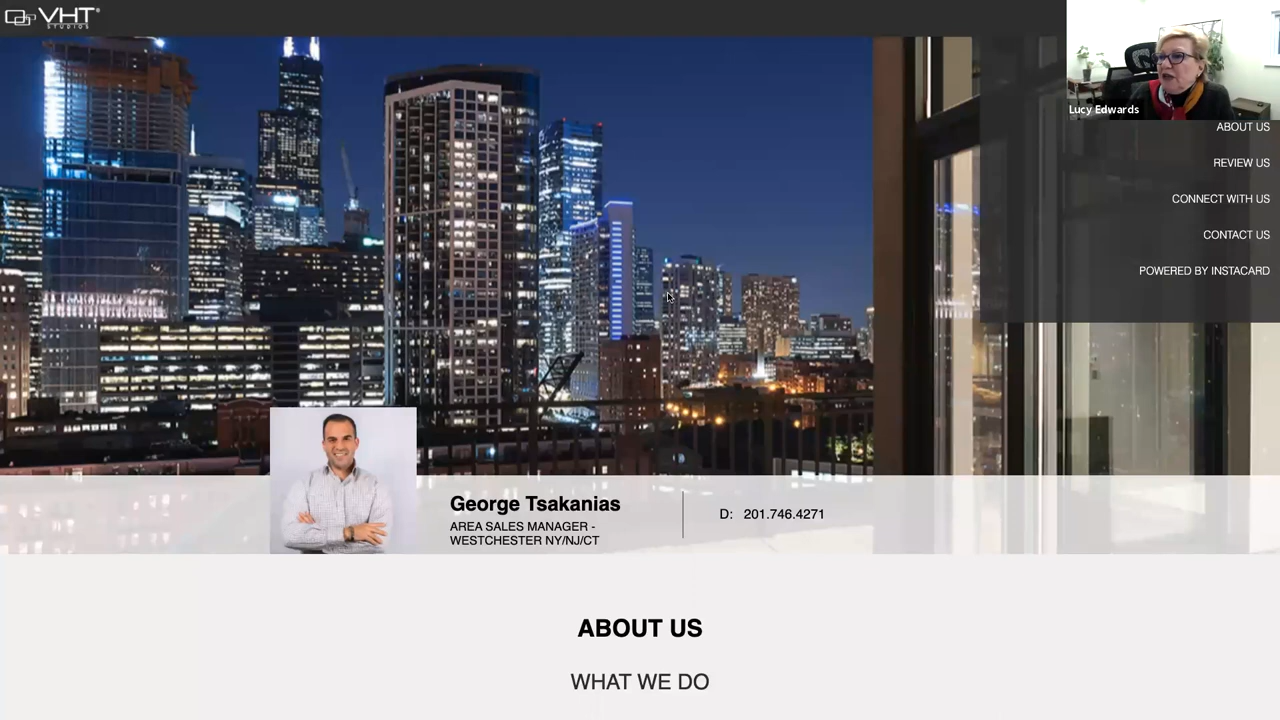 VHT®
STUDIOS
Lucy Edwards
ABOUT US
REVIEW US
CONNECT WITH US
CONTACT US
POWERED BY INSTACARD
George Tsakanias
AREA SALES MANAGER -
WESTCHESTER NY/NJ/CT
D: 201.746.4271
ABOUT US
WHAT WE DO